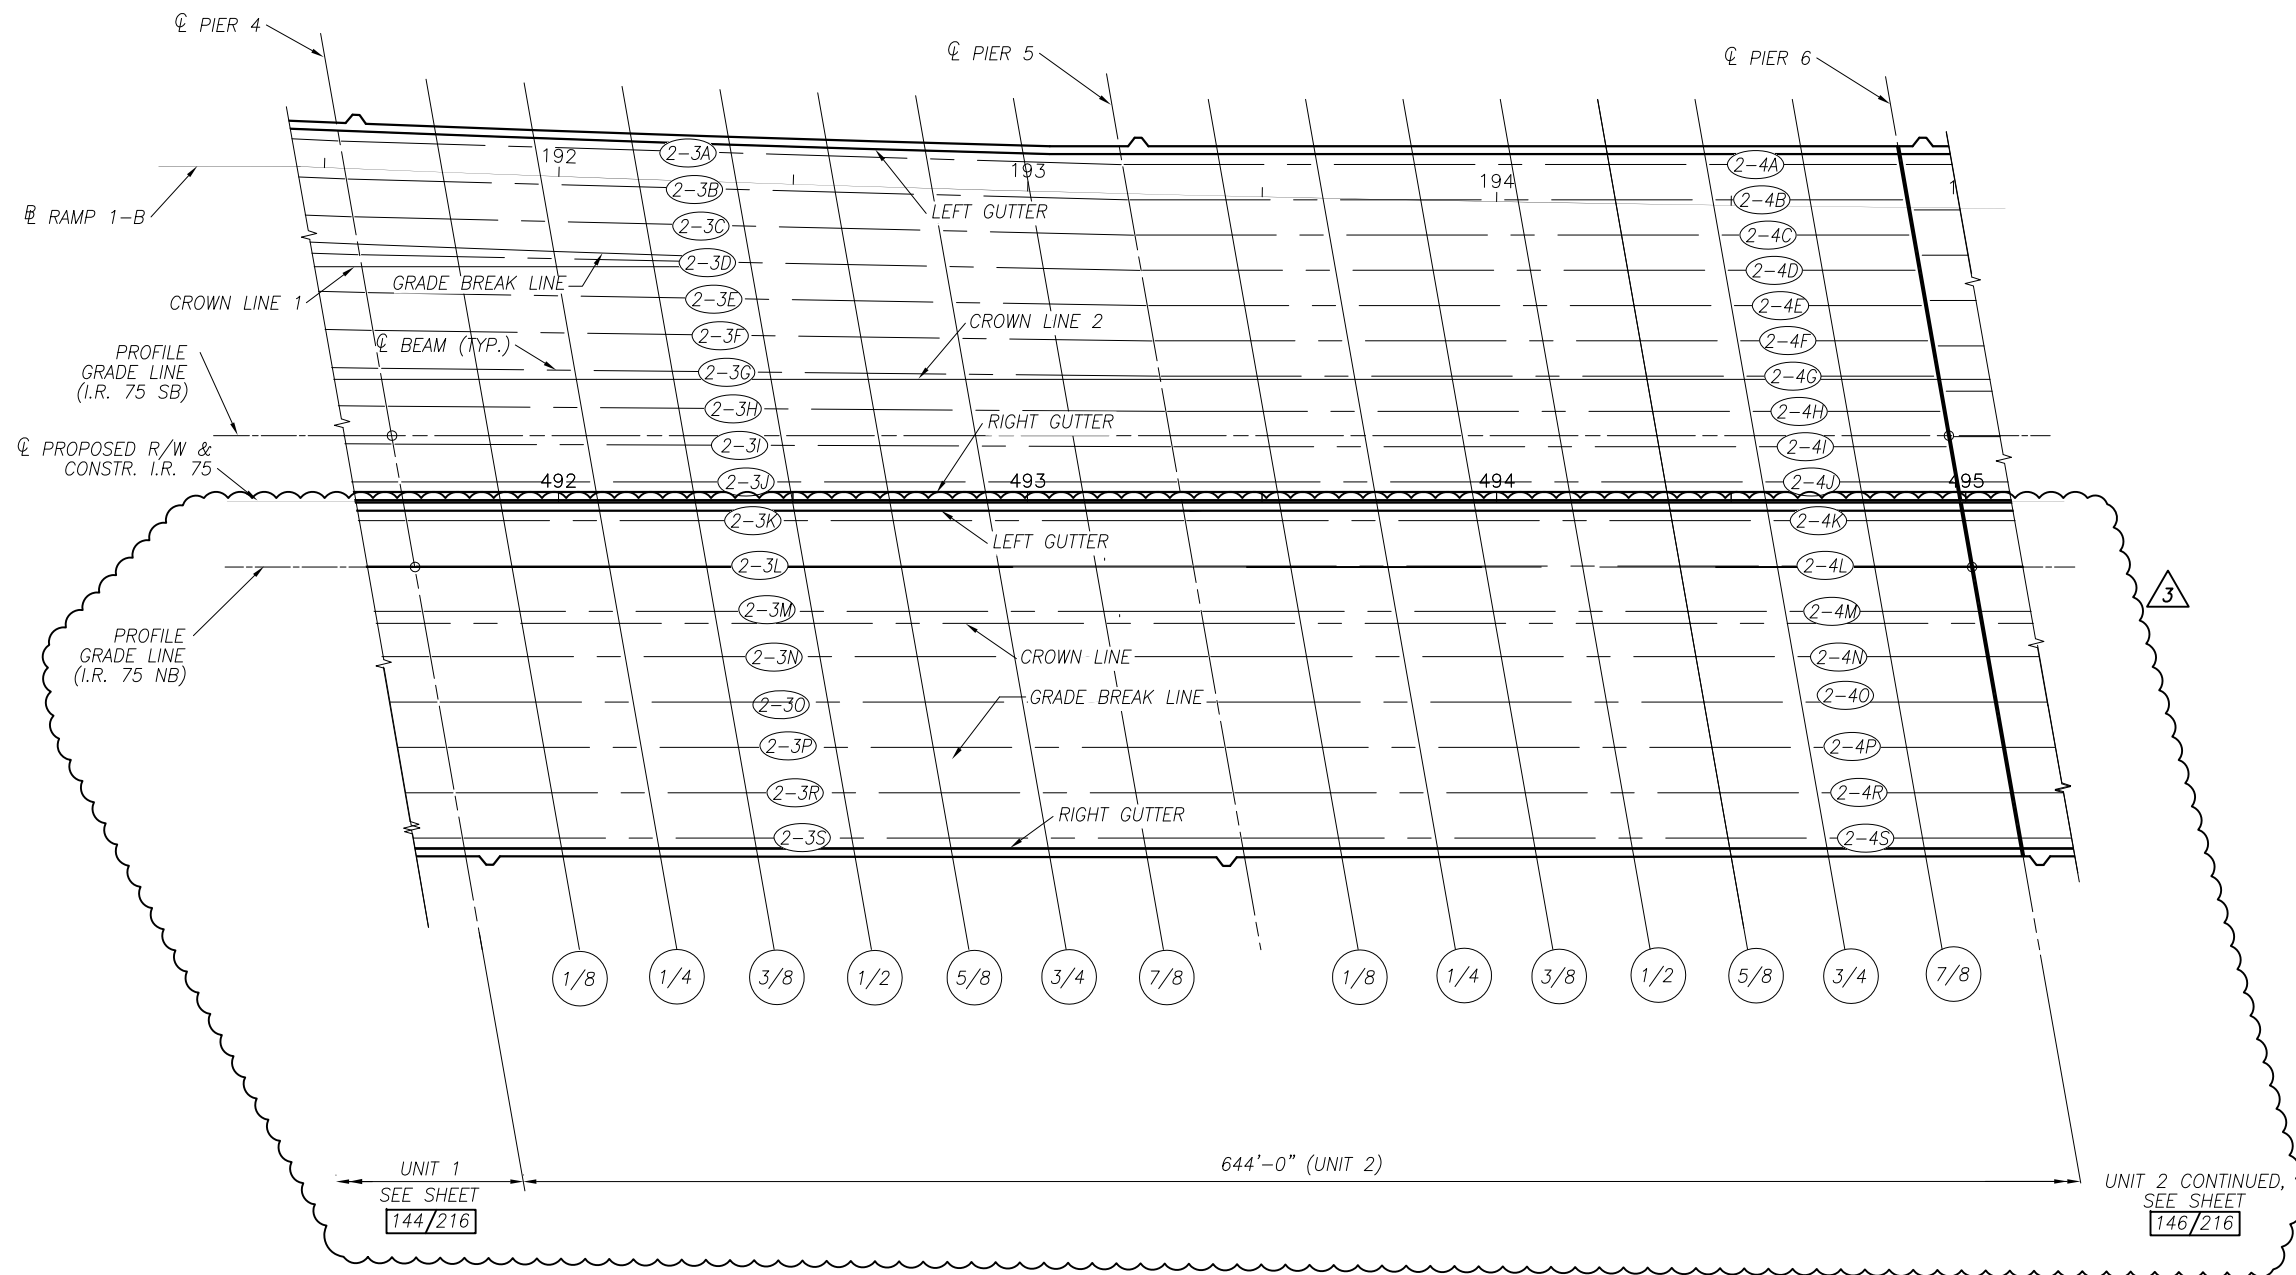 ℄ PIER 4
℄ PIER 5
℄ PIER 6
192
193
194
1
2-3A
2-3B
2-3C
2-3D
2-3E
2-3F
2-3G
2-3H
2-3I
2-3J
2-3K
2-3L
2-3M
2-3N
2-3O
2-3P
2-3R
2-3S
2-4A
2-4B
2-4C
2-4D
2-4E
2-4F
2-4G
2-4H
2-4I
2-4J
2-4K
2-4L
2-4M
2-4N
2-4O
2-4P
2-4R
2-4S
RAMP 1-B
LEFT GUTTER
GRADE BREAK LINE
CROWN LINE 1
CROWN LINE 2
℄ BEAM (TYP.)
PROFILE
GRADE LINE
(I.R. 75 SB)
RIGHT GUTTER
℄ PROPOSED R/W &
CONSTR. I.R. 75
492
493
494
495
LEFT GUTTER
PROFILE
GRADE LINE
(I.R. 75 NB)
CROWN LINE
GRADE BREAK LINE
RIGHT GUTTER
3
1/8
1/4
3/8
1/2
5/8
3/4
7/8
1/8
1/4
3/8
1/2
5/8
3/4
7/8
UNIT 1
SEE SHEET
144/216
644'-0" (UNIT 2)
UNIT 2 CONTINUED,
SEE SHEET
146/216